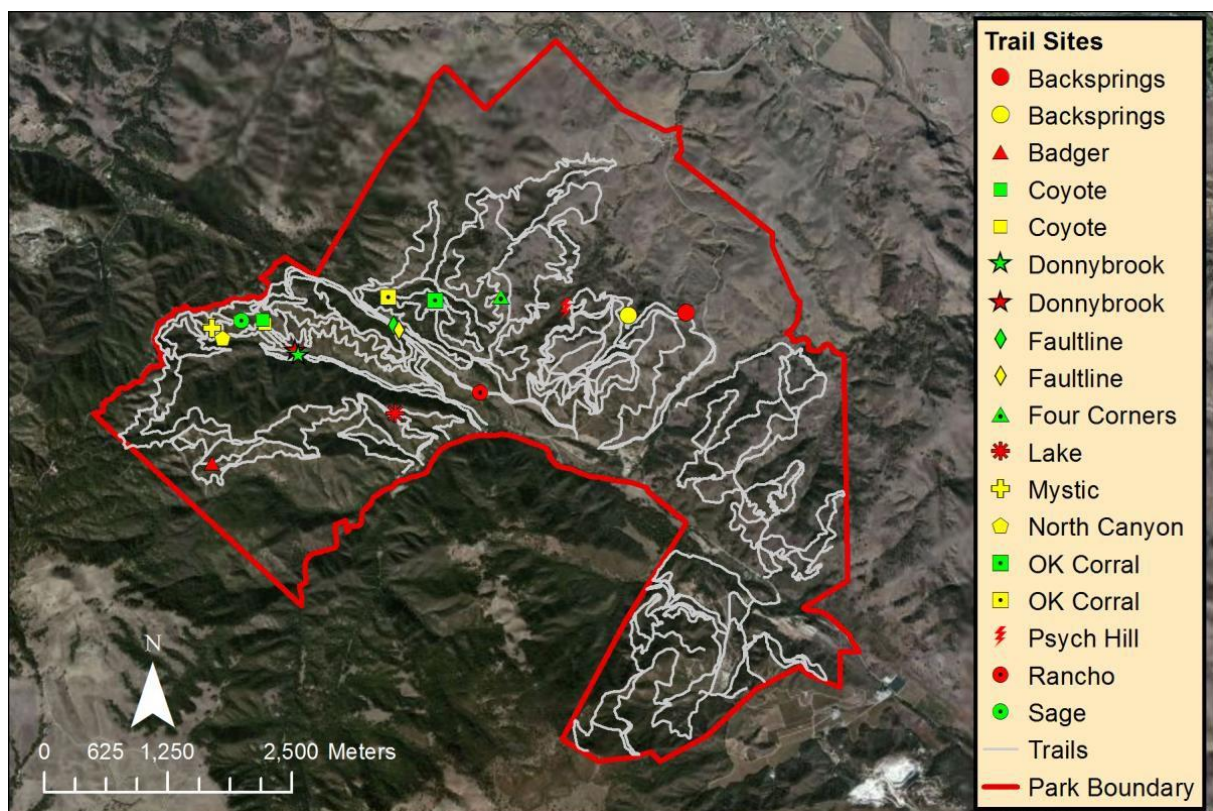 Trail Sites
Backsprings
Backsprings
Badger
Coyote
Coyote
Donnybrook
Donnybrook
Faultline
Faultline
Four Corners
Lake
Mystic
North Canyon
OK Corral
OK Corral
Psych Hill
Rancho
Sage
Trails
Park Boundary
N
0 625 1,250 2,500 Meters